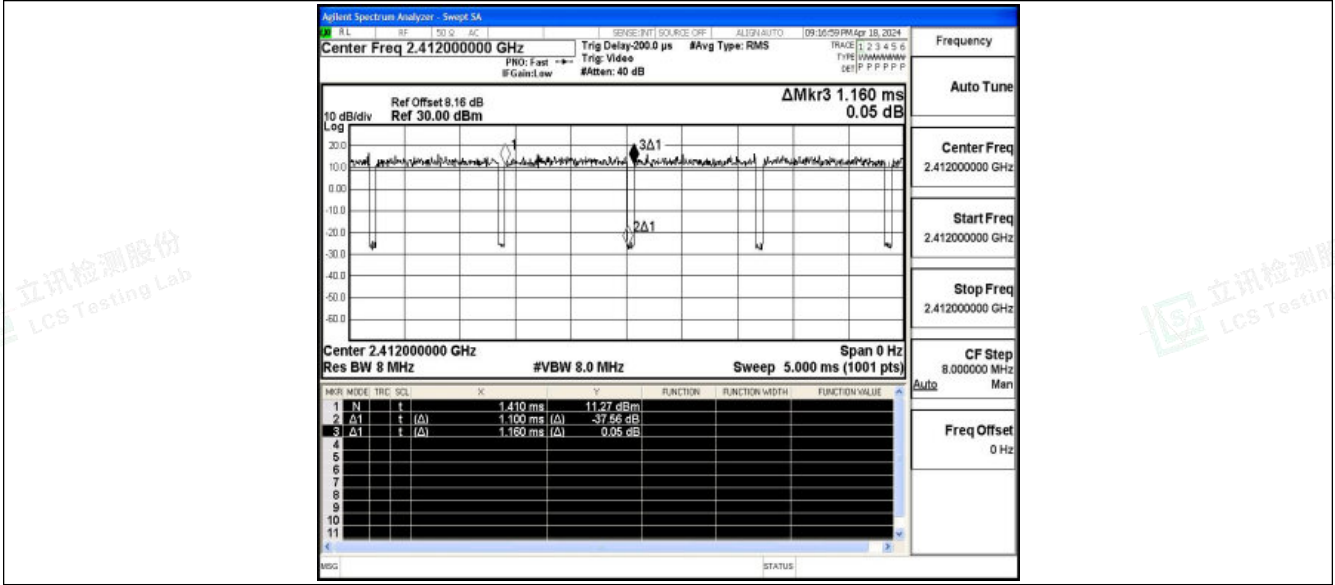 Agilent Spectrum Analyzer - Swept SA
RL RF 50 Ω AC SENSE:INT SOURCE OFF ALIGN AUTO 09:16:59 PM Apr 18, 2024
Center Freq 2.412000000 GHz
PNO: Fast
IFGain:Low
Trig Delay-200.0 µs
Trig: Video
#Atten: 40 dB
#Avg Type: RMS
TRACE 1 2 3 4 5 6
TYPE WWWWWW
DET P P P P P P
ΔMkr3 1.160 ms
0.05 dB
Ref Offset 8.16 dB
10 dB/div Ref 30.00 dBm
Log
20.0
10.0
0.00
-10.0
-20.0
-30.0
-40.0
-50.0
-60.0
1
3Δ1
2Δ1
Center 2.412000000 GHz Span 0 Hz
Res BW 8 MHz #VBW 8.0 MHz Sweep 5.000 ms (1001 pts)
MKR MODE TRC SCL X Y FUNCTION FUNCTION WIDTH FUNCTION VALUE
1 N t 1.410 ms 11.27 dBm
2 Δ1 t (Δ) 1.100 ms (Δ) -37.56 dB
3 Δ1 t (Δ) 1.160 ms (Δ) 0.05 dB
4
5
6
7
8
9
10
11
MSG STATUS
Frequency
Auto Tune
Center Freq
2.412000000 GHz
Start Freq
2.412000000 GHz
Stop Freq
2.412000000 GHz
CF Step
8.000000 MHz
Auto Man
Freq Offset
0 Hz
立讯检测股份
LCS Testing Lab
立讯检测股
LCS Testin